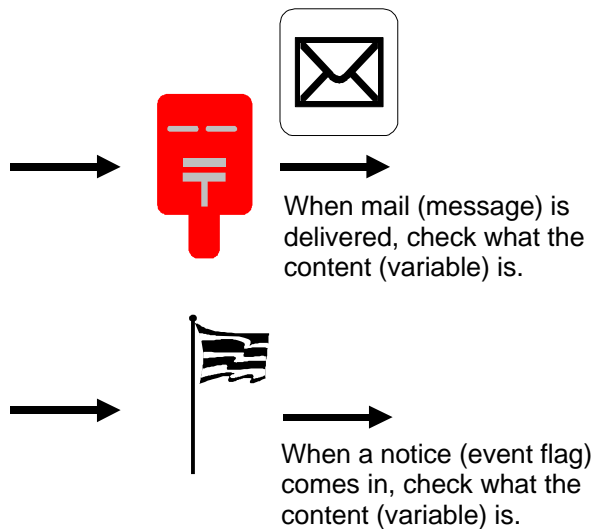 When mail (message) is
delivered, check what the
content (variable) is.
When a notice (event flag)
comes in, check what the
content (variable) is.